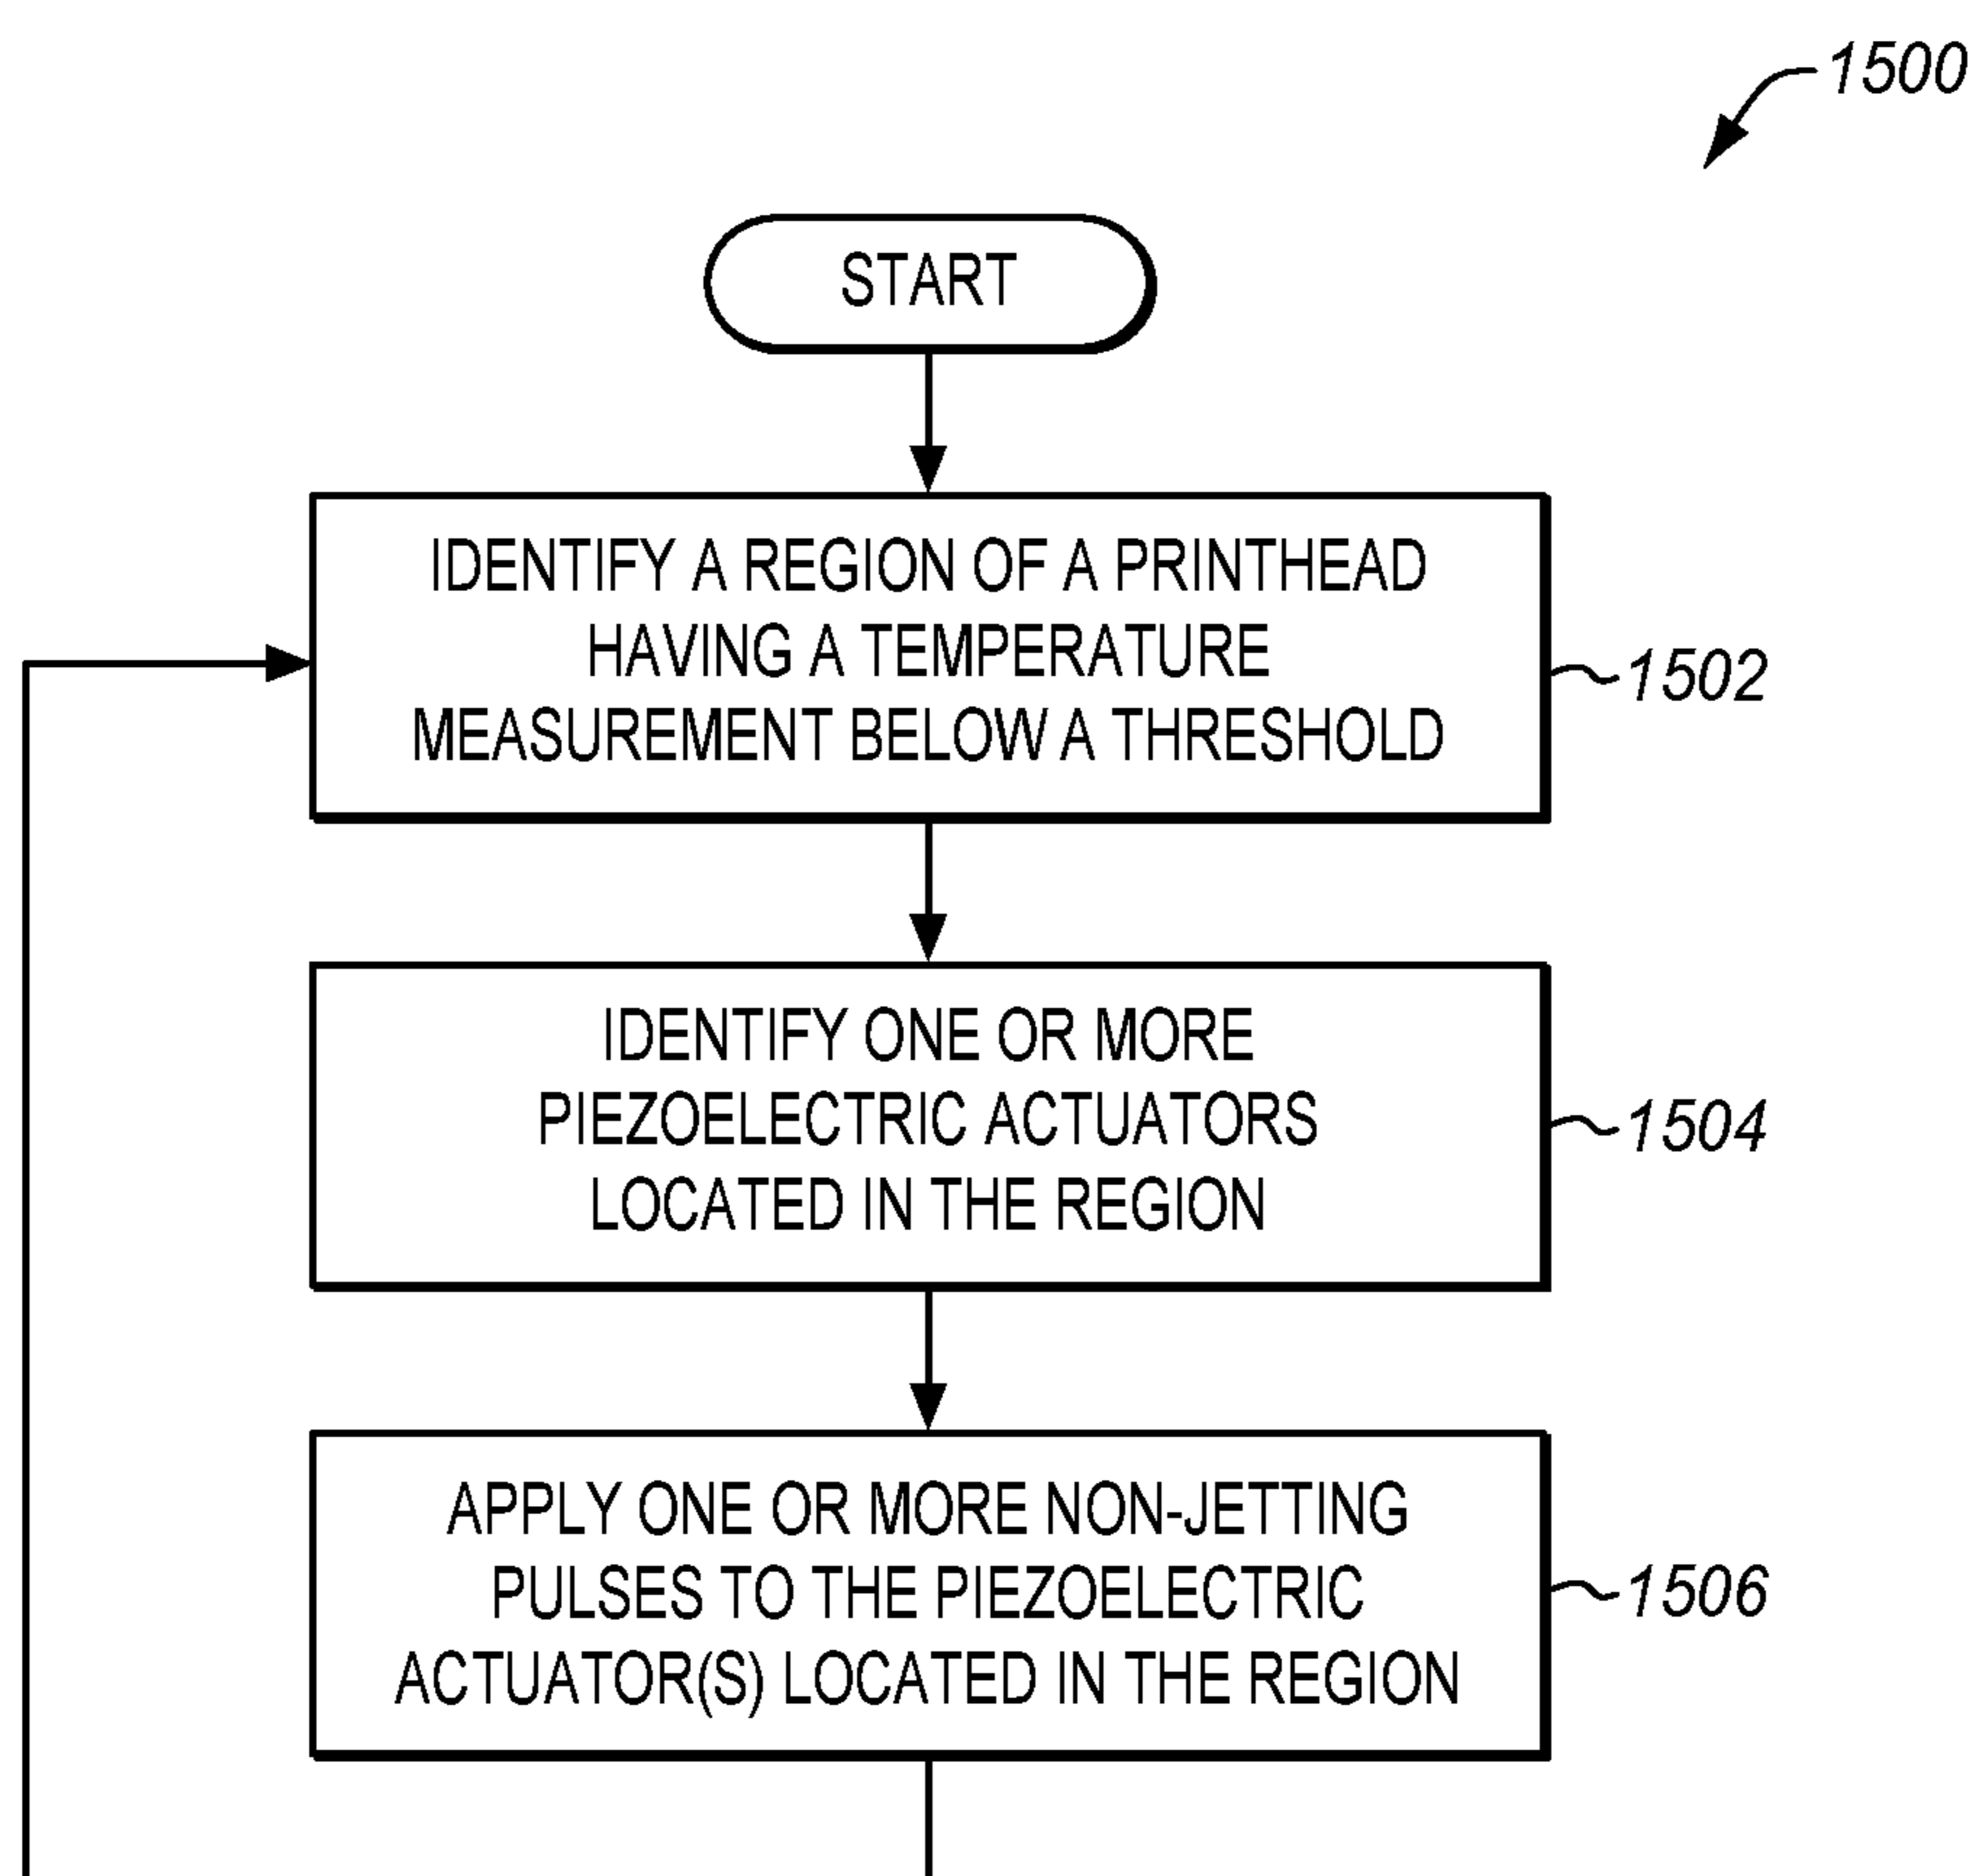 1500
START
IDENTIFY A REGION OF A PRINTHEAD
HAVING A TEMPERATURE
MEASUREMENT BELOW A THRESHOLD
1502
IDENTIFY ONE OR MORE
PIEZOELECTRIC ACTUATORS
LOCATED IN THE REGION
1504
APPLY ONE OR MORE NON-JETTING
PULSES TO THE PIEZOELECTRIC
ACTUATOR(S) LOCATED IN THE REGION
1506